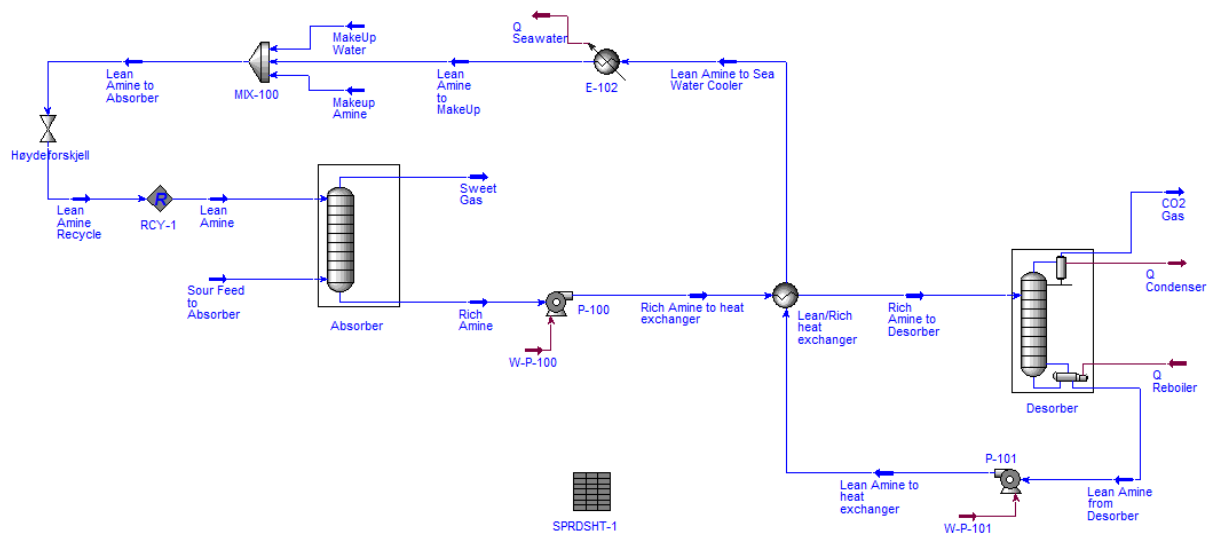 Q
Seawater
MakeUp
Water
Lean
Amine to
Absorber
MIX-100
Makeup
Amine
Lean
Amine
to
MakeUp
E-102
Lean Amine to Sea
Water Cooler
Høydeforskjell
Lean
Amine
Recycle
R
RCY-1
Lean
Amine
Sweet
Gas
Sour Feed
to
Absorber
Absorber
Rich
Amine
P-100
W-P-100
Rich Amine to heat
exchanger
Lean/Rich
heat
exchanger
Rich
Amine to
Desorber
CO2
Gas
Q
Condenser
Q
Reboiler
Desorber
P-101
Lean Amine to
heat
exchanger
W-P-101
Lean Amine
from
Desorber
SPRDSHT-1